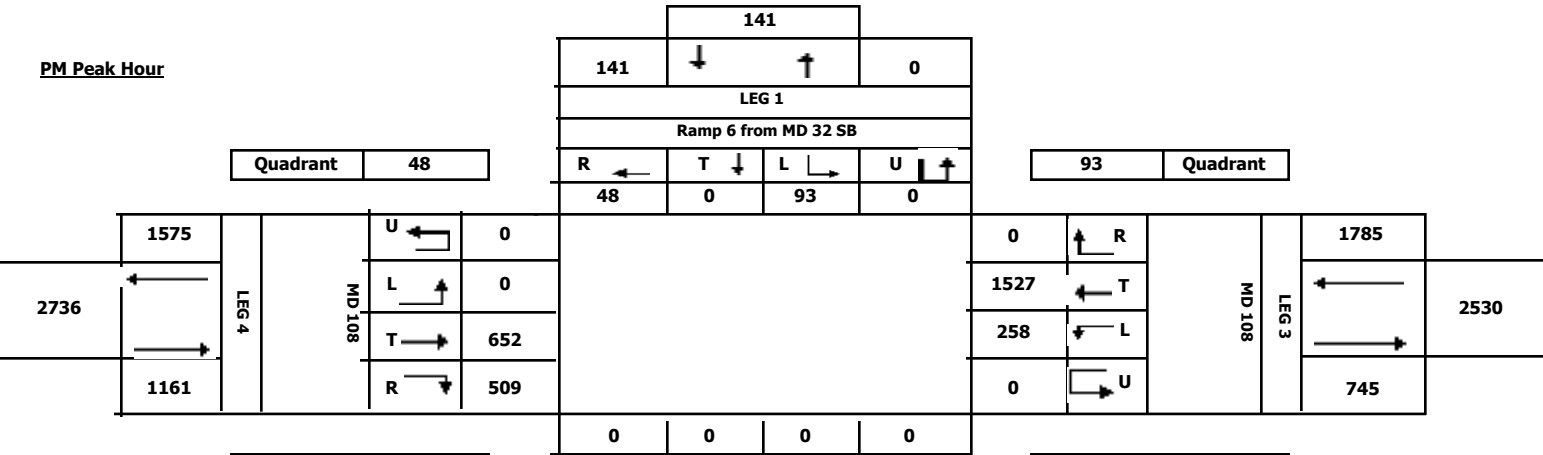 141
PM Peak Hour
141 0
LEG 1
Ramp 6 from MD 32 SB
Quadrant 48
R T L U
93 Quadrant
48 0 93 0
1575
U 0
0 R
1785
2736
LEG 4
MD 108
L 0
1527 T
MD 108
LEG 3
2530
T 652
258 L
1161
R 509
0 U
745
0 0 0 0